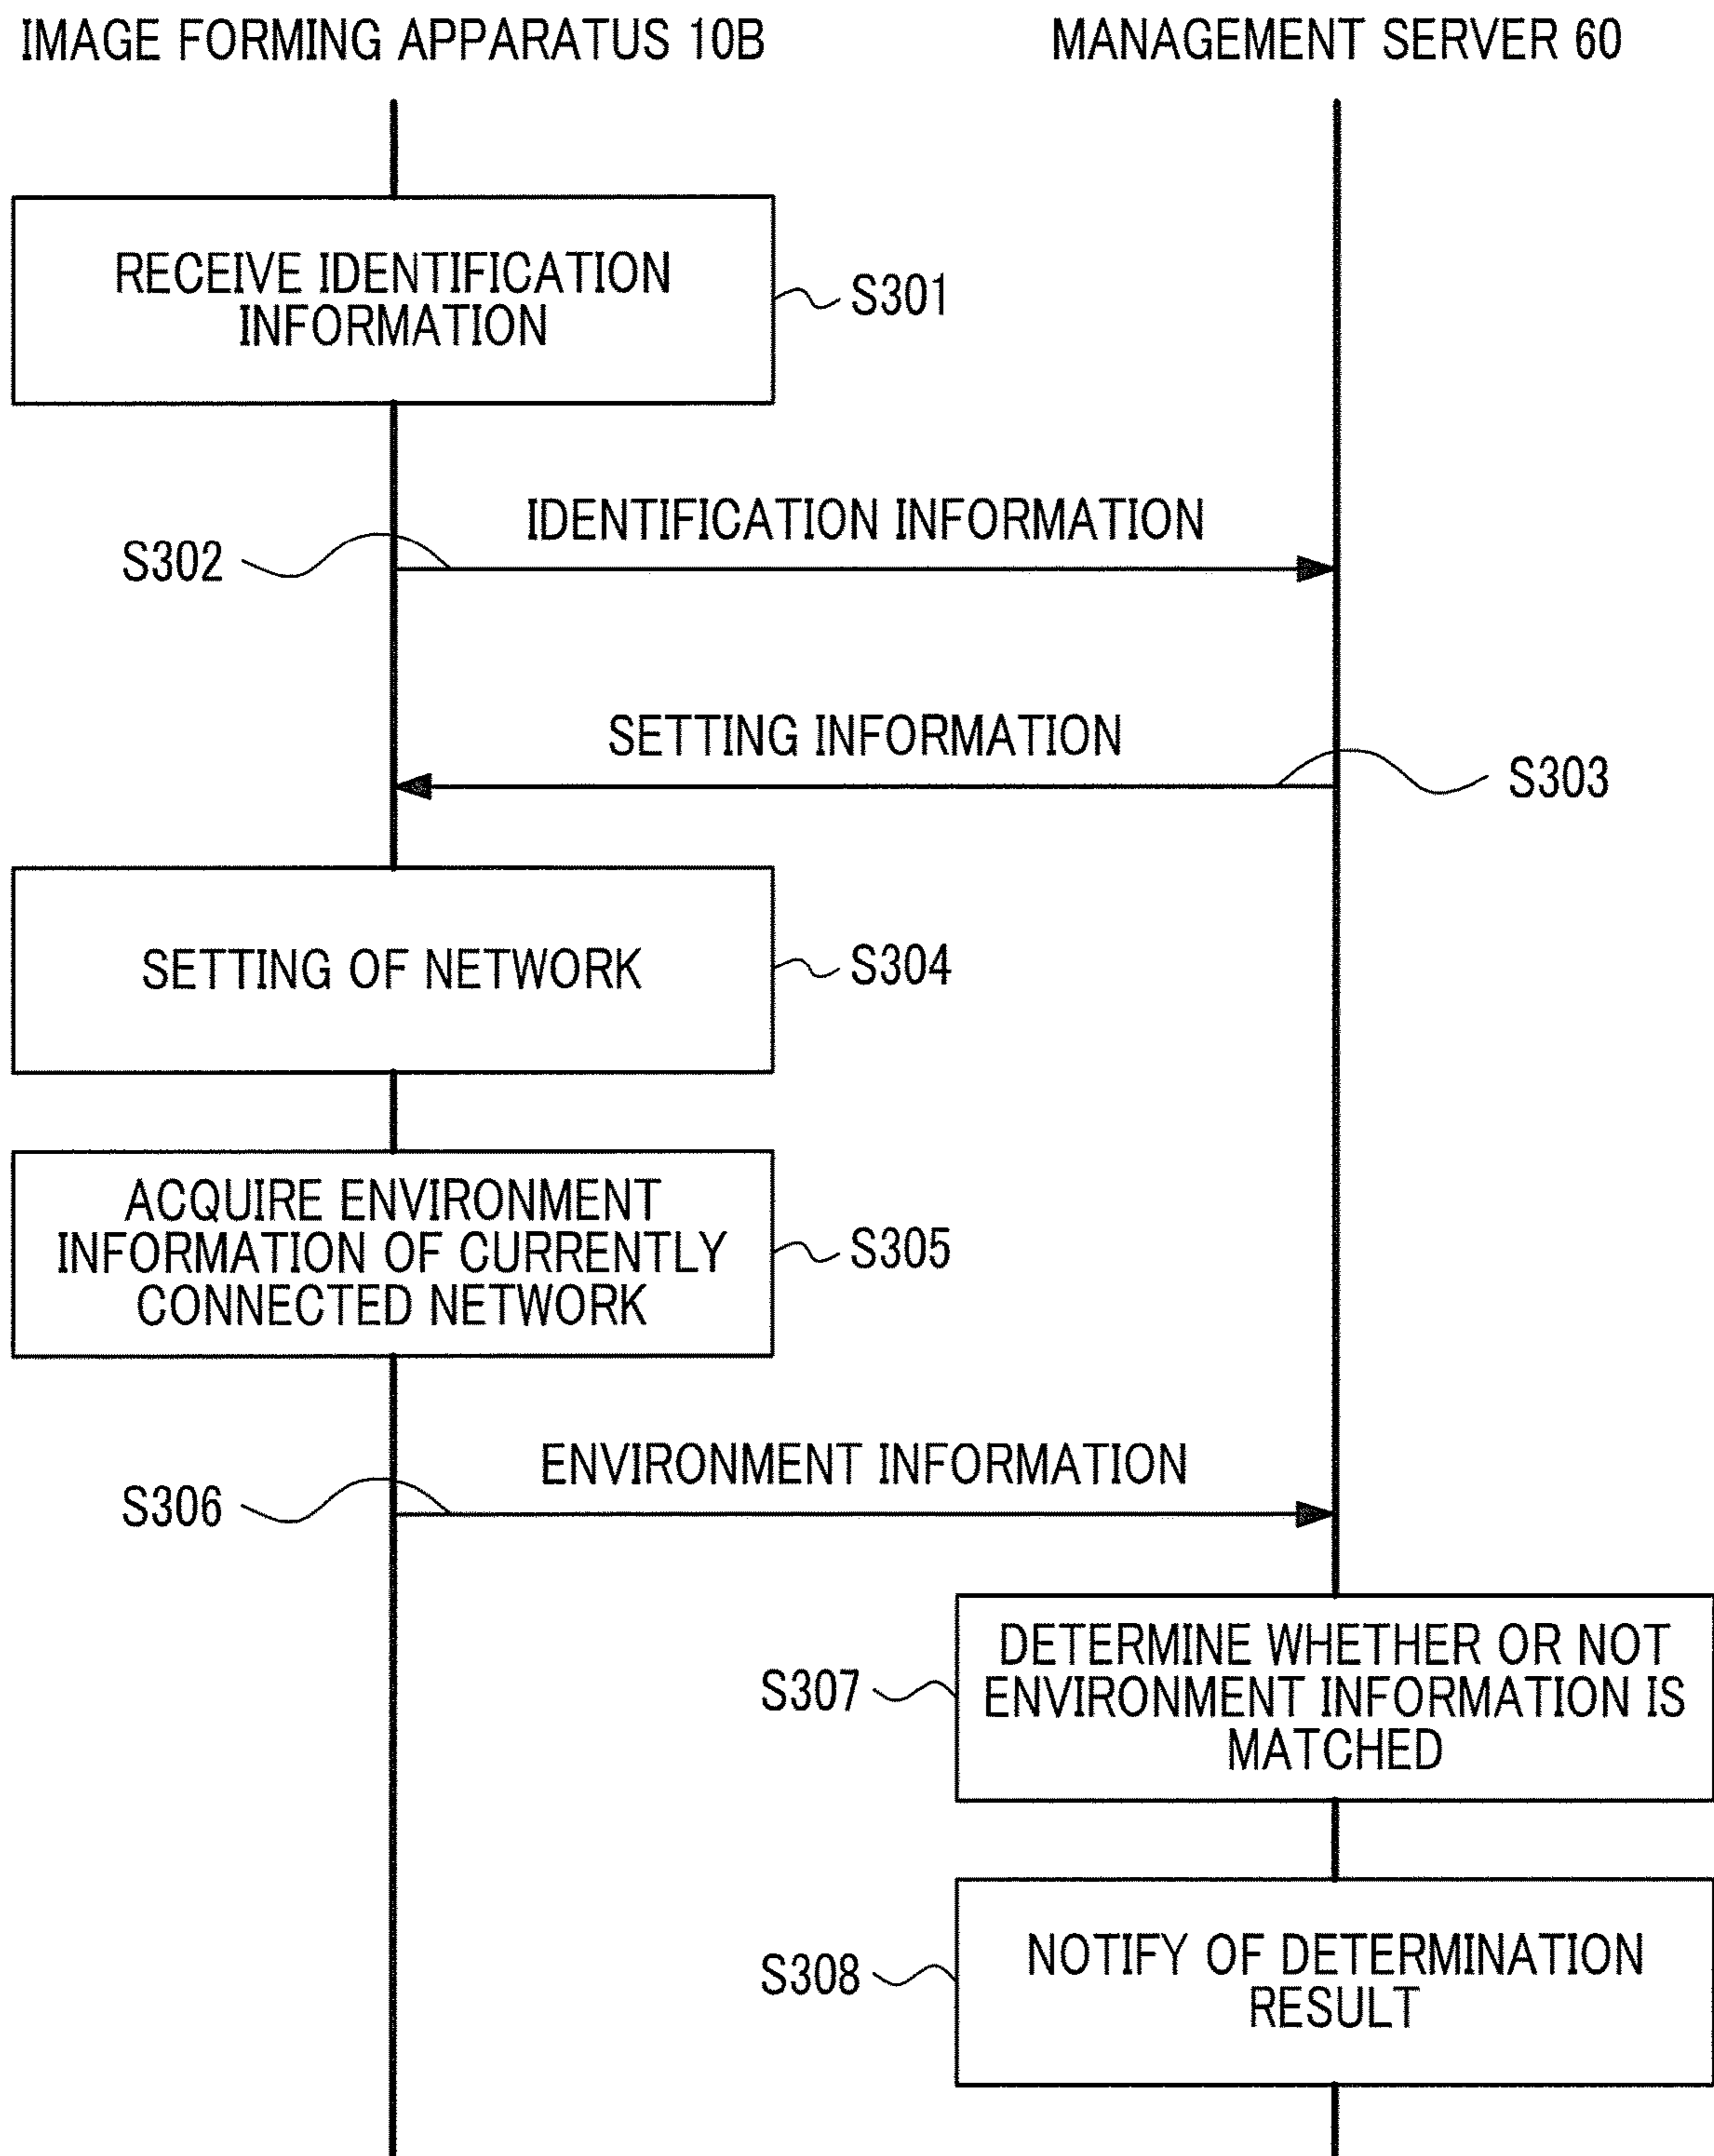 IMAGE FORMING APPARATUS 10B
MANAGEMENT SERVER 60
RECEIVE IDENTIFICATION
INFORMATION
S301
IDENTIFICATION INFORMATION
S302
SETTING INFORMATION
S303
SETTING OF NETWORK
S304
ACQUIRE ENVIRONMENT
INFORMATION OF CURRENTLY
CONNECTED NETWORK
S305
ENVIRONMENT INFORMATION
S306
DETERMINE WHETHER OR NOT
ENVIRONMENT INFORMATION IS
MATCHED
S307
NOTIFY OF DETERMINATION
RESULT
S308